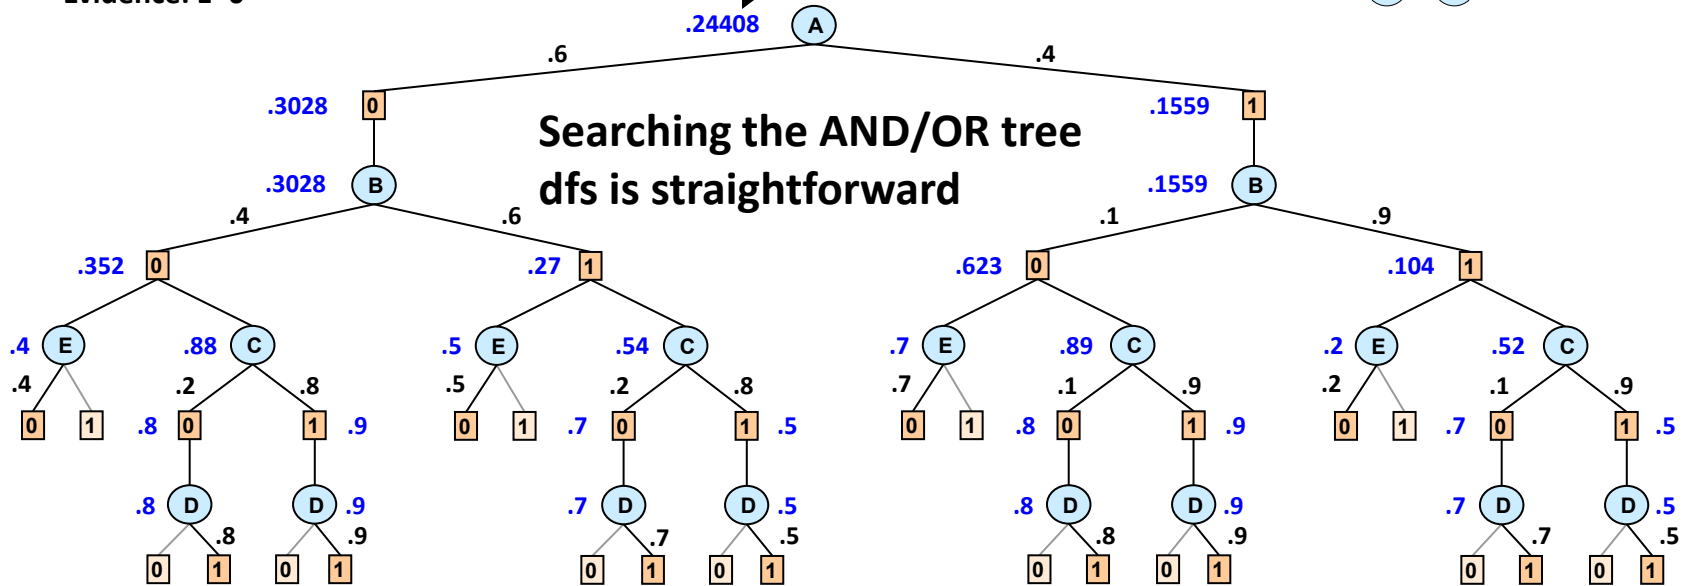 .24408 A
.6 .4
.3028 0 .1559 1
Searching the AND/OR tree
dfs is straightforward
.3028 B .1559 B
.4 .6 .1 .9
.352 0 .27 1 .623 0 .104 1
.4 E .88 C .5 E .54 C .7 E .89 C .2 E .52 C
.4 .2 .8 .5 .2 .8 .7 .1 .9 .2 .1 .9
0 1 .8 0 1 .9 0 1 .7 0 1 .5 0 1 .8 0 1 .9 0 1 .7 0 1 .5
.8 D D .9 .7 D D .5 .8 D D .9 .7 D D .5
.8 .9 .7 .5 .8 .9 .7 .5
0 1 0 1 0 1 0 1 0 1 0 1 0 1 0 1